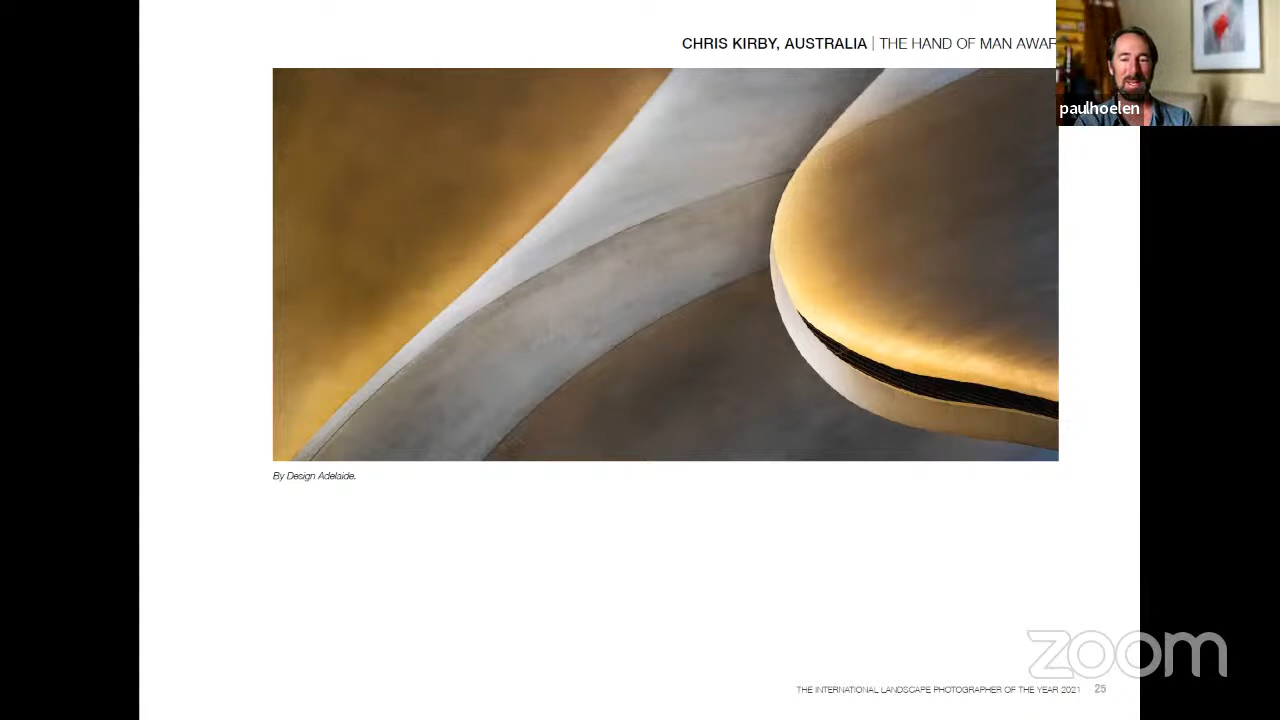 CHRIS KIRBY, AUSTRALIA | THE HAND OF MAN AWAR
paulhoelen
By Design Adelaide.
zoom
THE INTERNATIONAL LANDSCAPE PHOTOGRAPHER OF THE YEAR 2021 25